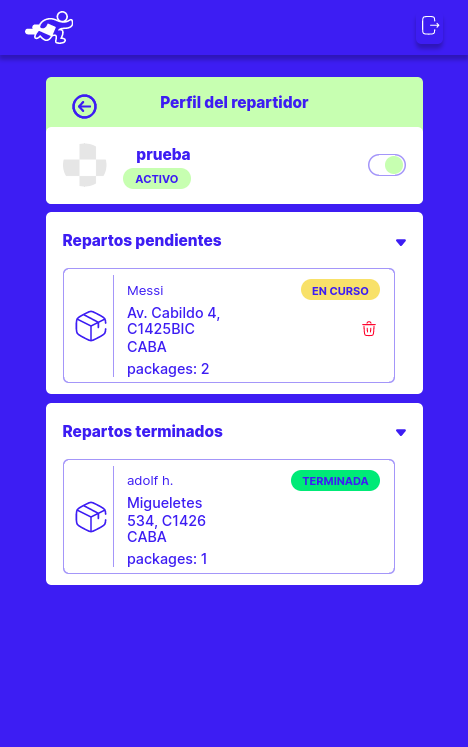 Perfil del repartidor
prueba
ACTIVO
Repartos pendientes
Messi
EN CURSO
Av. Cabildo 4,
C1425BIC
CABA
packages: 2
Repartos terminados
adolf h.
TERMINADA
Migueletes
534, C1426
CABA
packages: 1